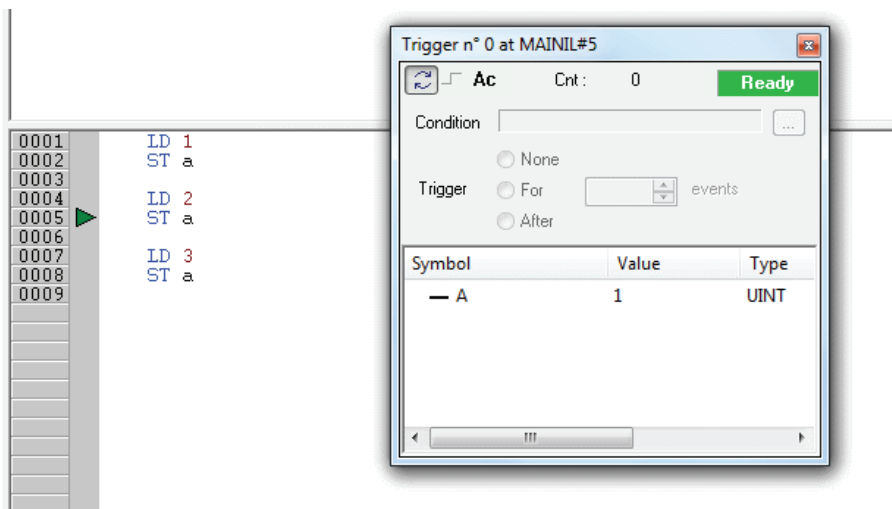 Trigger n° 0 at MAINIL#5
Ac Cnt : 0 Ready
Condition ...
None
Trigger For events
After
Symbol Value Type
A 1 UINT
0001 LD 1
0002 ST a
0003
0004 LD 2
0005 ST a
0006
0007 LD 3
0008 ST a
0009